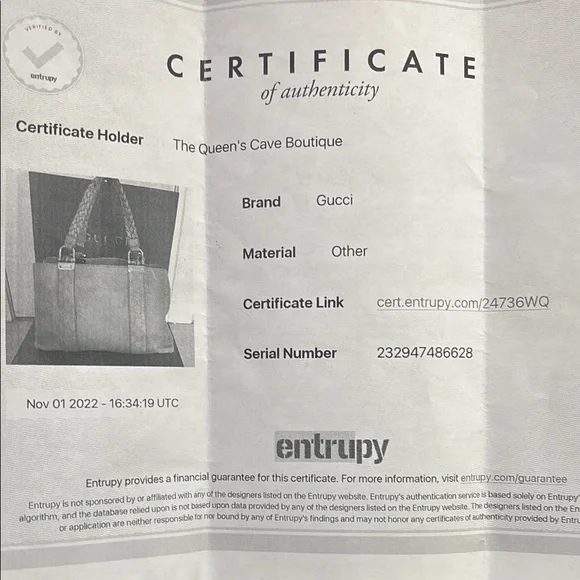 VERIFIED BY
entrupy
CERTIFICATE
of authenticity
Certificate Holder The Queen's Cave Boutique
Brand Gucci
Material Other
Certificate Link cert.entrupy.com/24736WQ
Serial Number 232947486628
Nov 01 2022 - 16:34:19 UTC
entrupy
Entrupy provides a financial guarantee for this certificate. For more information, visit entrupy.com/guarantee
Entrupy is not sponsored by or affiliated with any of the designers listed on the Entrupy website. Entrupy's authentication service is based solely on Entrupy'
algorithm, and the database relied upon is not based upon data provided by any of the designers listed on the Entrupy website. The designers listed on the En
or application are neither responsible for nor bound by any of Entrupy's findings and may not honor any certificates of authenticity provided by Entru